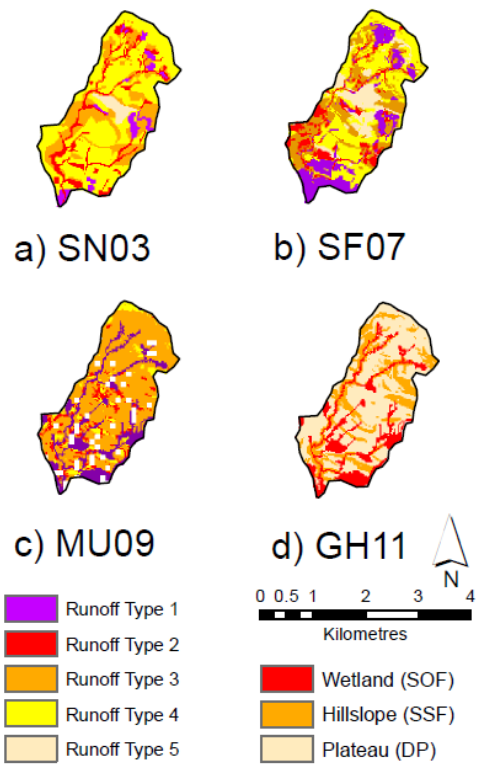 a) SN03
b) SF07
c) MU09
d) GH11
N
Runoff Type 1
Runoff Type 2
Runoff Type 3
Runoff Type 4
Runoff Type 5
0 0.5 1 2 3 4
Kilometres
Wetland (SOF)
Hillslope (SSF)
Plateau (DP)